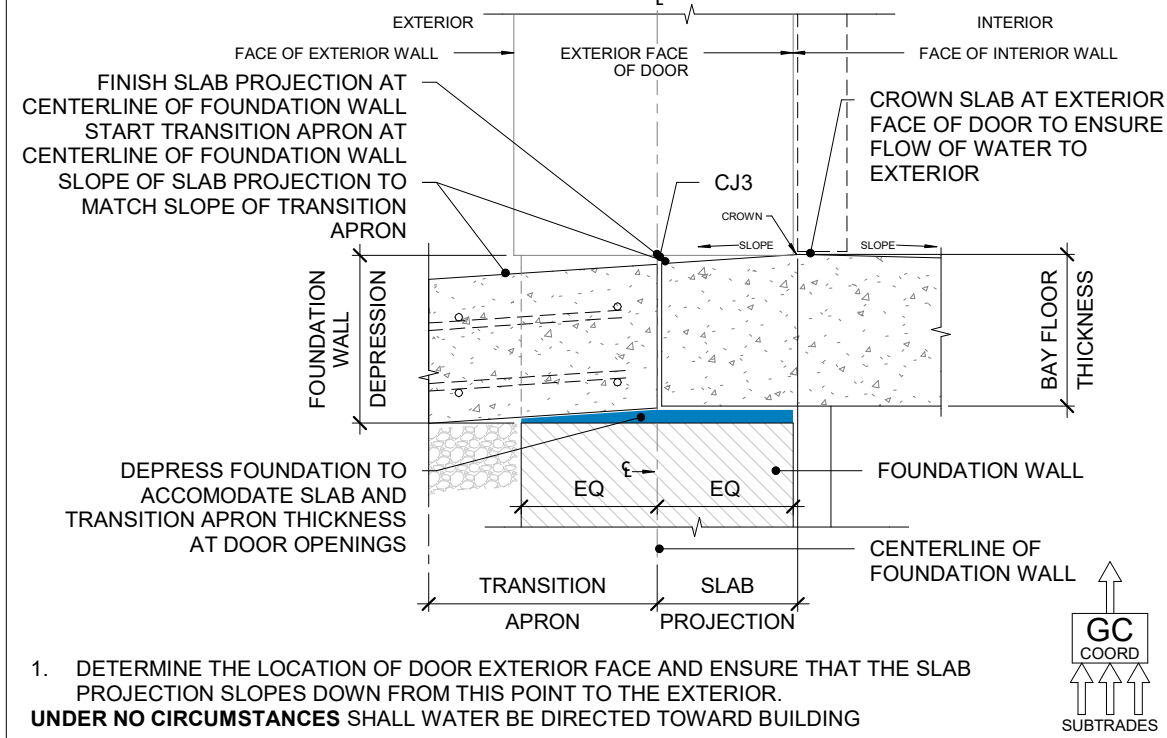 ℄
EXTERIOR
INTERIOR
FACE OF EXTERIOR WALL
EXTERIOR FACE
OF DOOR
FACE OF INTERIOR WALL
FINISH SLAB PROJECTION AT
CENTERLINE OF FOUNDATION WALL
START TRANSITION APRON AT
CENTERLINE OF FOUNDATION WALL
SLOPE OF SLAB PROJECTION TO
MATCH SLOPE OF TRANSITION
APRON
CROWN SLAB AT EXTERIOR
FACE OF DOOR TO ENSURE
FLOW OF WATER TO
EXTERIOR
CJ3
CROWN
SLOPE
SLOPE
FOUNDATION
WALL
DEPRESSION
BAY FLOOR
THICKNESS
DEPRESS FOUNDATION TO
ACCOMODATE SLAB AND
TRANSITION APRON THICKNESS
AT DOOR OPENINGS
℄
EQ
EQ
FOUNDATION WALL
CENTERLINE OF
FOUNDATION WALL
TRANSITION
APRON
SLAB
PROJECTION
GC
COORD
SUBTRADES
1. DETERMINE THE LOCATION OF DOOR EXTERIOR FACE AND ENSURE THAT THE SLAB
PROJECTION SLOPES DOWN FROM THIS POINT TO THE EXTERIOR.
UNDER NO CIRCUMSTANCES SHALL WATER BE DIRECTED TOWARD BUILDING